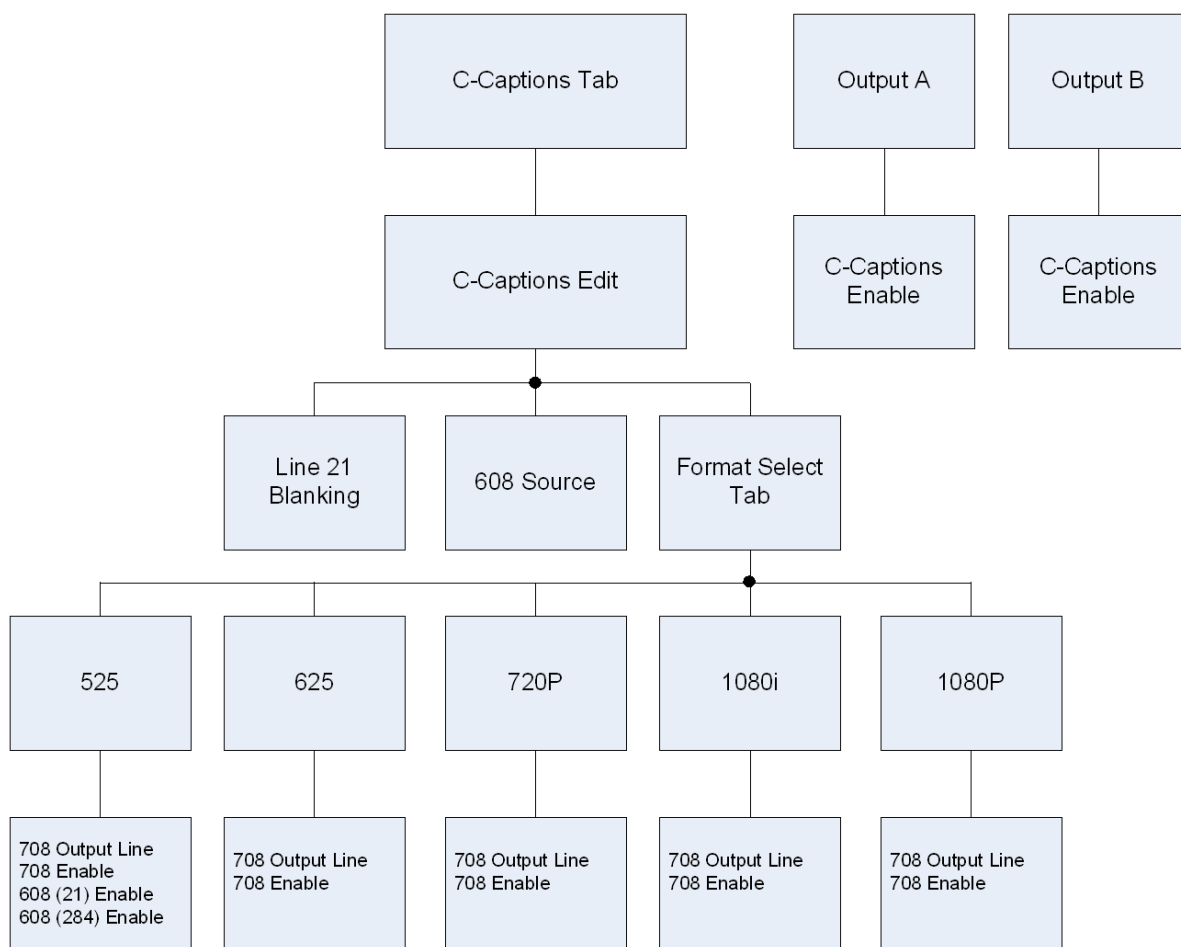 C-Captions Tab
Output A
Output B
C-Captions Edit
C-Captions
Enable
C-Captions
Enable
Line 21
Blanking
608 Source
Format Select
Tab
525
625
720P
1080i
1080P
708 Output Line
708 Enable
608 (21) Enable
608 (284) Enable
708 Output Line
708 Enable
708 Output Line
708 Enable
708 Output Line
708 Enable
708 Output Line
708 Enable